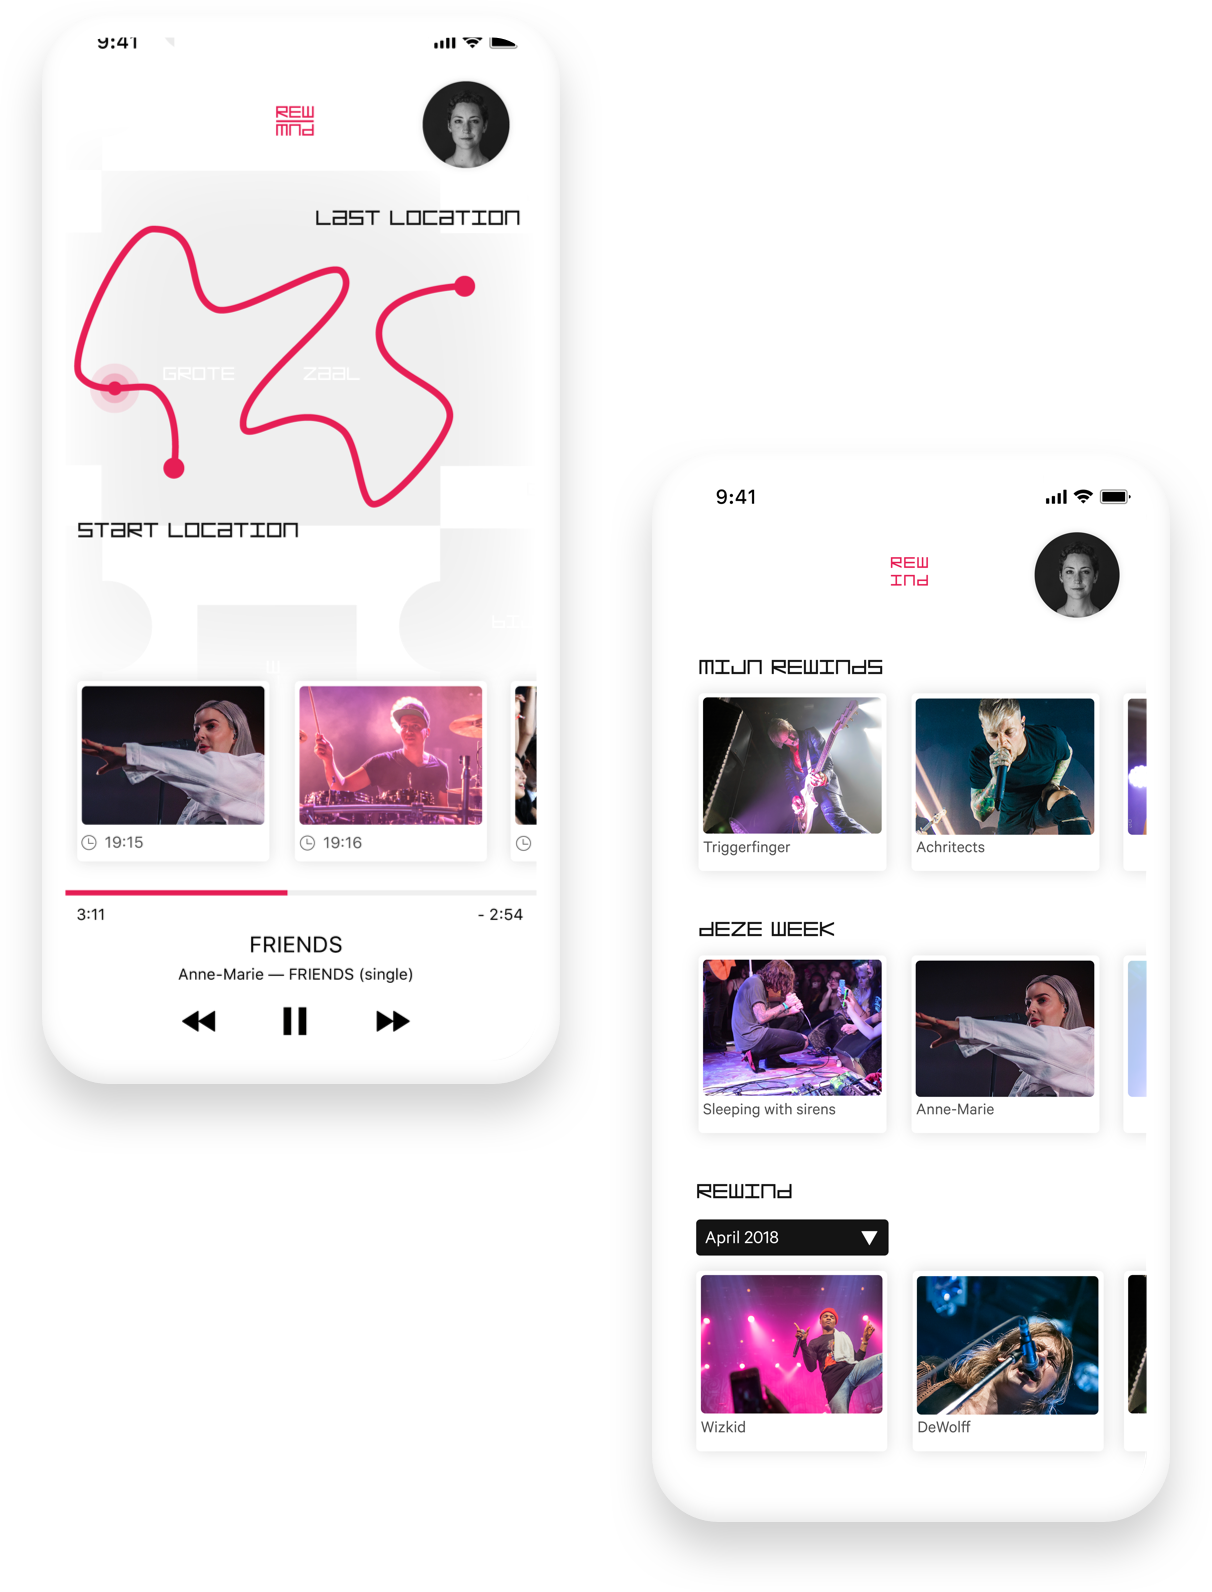 9:41
REW
LAST LOCATION
GROTE ZAAL
START LOCATION
W
19:15
19:16
3:11
- 2:54
FRIENDS
Anne-Marie — FRIENDS (single)
9:41
REW
IND
MIJN REWINDS
Triggerfinger
Achritects
DEZE WEEK
Sleeping with sirens
Anne-Marie
REWIND
April 2018
Wizkid
DeWolff